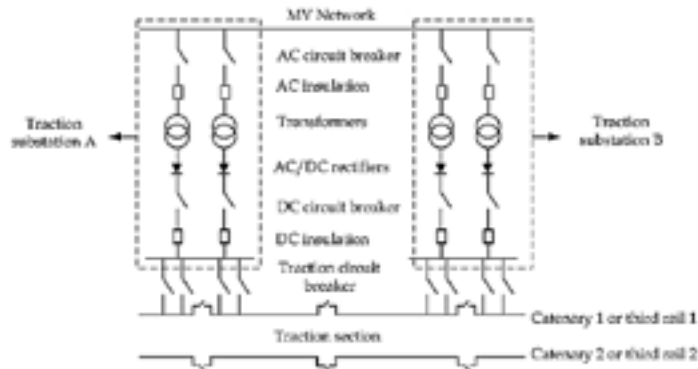 MV Network
AC circuit breaker
AC insulation
Traction
substation A
Transformers
Traction
substation B
AC/DC rectifiers
DC circuit breaker
DC insulation
Traction circuit
breaker
Catenary 1 or third rail 1
Traction section
Catenary 2 or third rail 2